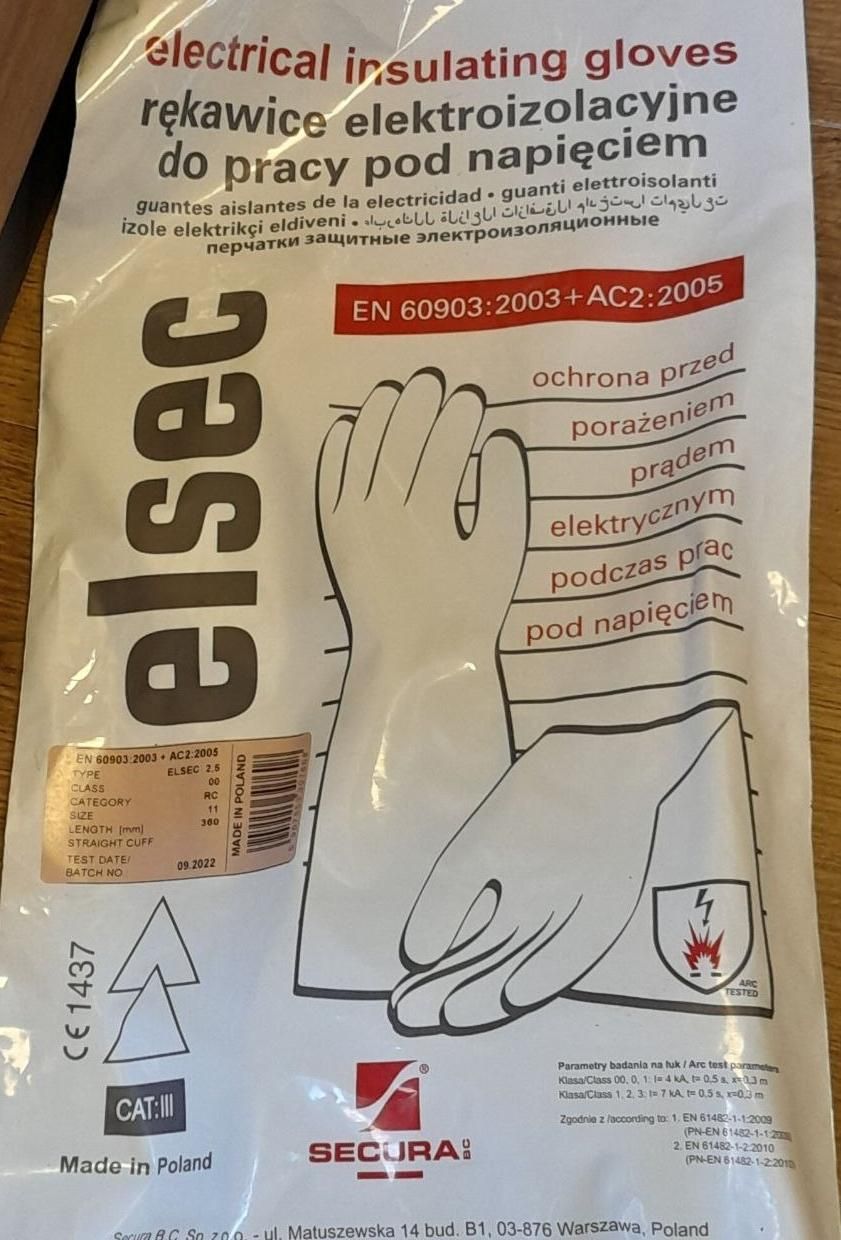 electrical insulating gloves
rękawice elektroizolacyjne
do pracy pod napięciem
guantes aislantes de la electricidad • guanti elettroisolanti
izole elektrikçi eldiveni •
перчатки защитные электроизоляционные
EN 60903:2003+AC2:2005
elsec
ochrona przed
porażeniem
prądem
elektrycznym
podczas prac
pod napięciem
EN 60903:2003 + AC2:2005
TYPE ELSEC 2,5
CLASS 00
CATEGORY RC
SIZE 11
LENGTH [mm] 360
STRAIGHT CUFF
TEST DATE/
BATCH NO. 09.2022
MADE IN POLAND
CE 1437
CAT:III
Made in Poland
ARC
TESTED
®
SECURA B.C.
Parametry badania na łuk / Arc test parameters
Klasa/Class 00, 0, 1: I= 4 kA, t= 0,5 s, x=0,3 m
Klasa/Class 1, 2, 3: I= 7 kA, t= 0,5 s, x=0,3 m
Zgodnie z /according to: 1. EN 61482-1-1:2009
(PN-EN 61482-1-1:2009)
2. EN 61482-1-2:2010
(PN-EN 61482-1-2:2010)
Secura B.C. Sp. z o.o. - ul. Matuszewska 14 bud. B1, 03-876 Warszawa, Poland